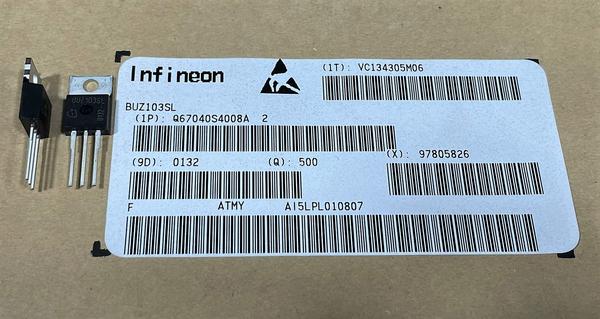 Infineon
(1T): VC134305M06
BUZ103SL
(1P): Q67040S4008A 2
(9D): 0132
(Q): 500
(X): 97805826
F ATMY AI5LPL010807
BUZ103SL